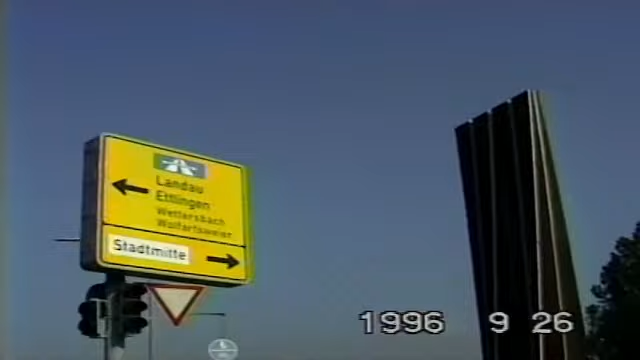 Landau
Ettlingen
Wettersbach
Wolfartsweier
Stadtmitte
1996 9 26